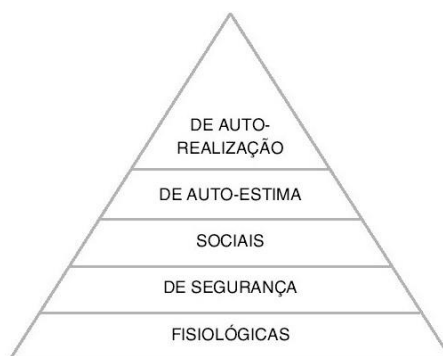 DE AUTO-
REALIZAÇÃO
DE AUTO-ESTIMA
SOCIAIS
DE SEGURANÇA
FISIOLÓGICAS